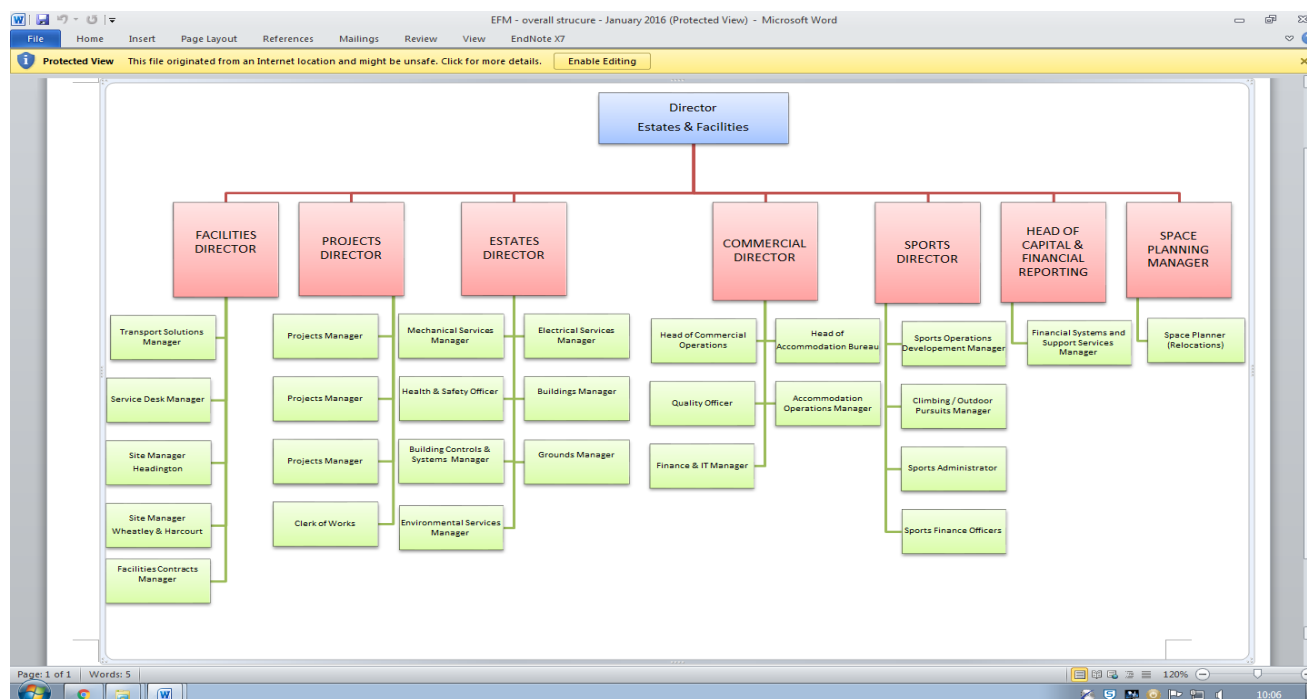 EFM - overall strucure - January 2016 (Protected View) - Microsoft Word
File Home Insert Page Layout References Mailings Review View EndNote X7
Protected View This file originated from an Internet location and might be unsafe. Click for more details. Enable Editing
Director
Estates & Facilities
FACILITIES
DIRECTOR
PROJECTS
DIRECTOR
ESTATES
DIRECTOR
COMMERCIAL
DIRECTOR
SPORTS
DIRECTOR
HEAD OF
CAPITAL &
FINANCIAL
REPORTING
SPACE
PLANNING
MANAGER
Transport Solutions
Manager
Service Desk Manager
Site Manager
Headington
Site Manager
Wheatley & Harcourt
Facilities Contracts
Manager
Projects Manager
Projects Manager
Projects Manager
Clerk of Works
Mechanical Services
Manager
Health & Safety Officer
Building Controls &
Systems Manager
Environmental Services
Manager
Electrical Services
Manager
Buildings Manager
Grounds Manager
Head of Commercial
Operations
Quality Officer
Finance & IT Manager
Head of
Accommodation Bureau
Accommodation
Operations Manager
Sports Operations
Developement Manager
Climbing / Outdoor
Pursuits Manager
Sports Administrator
Sports Finance Officers
Financial Systems and
Support Services
Manager
Space Planner
(Relocations)
Page: 1 of 1 Words: 5 120%
10:06